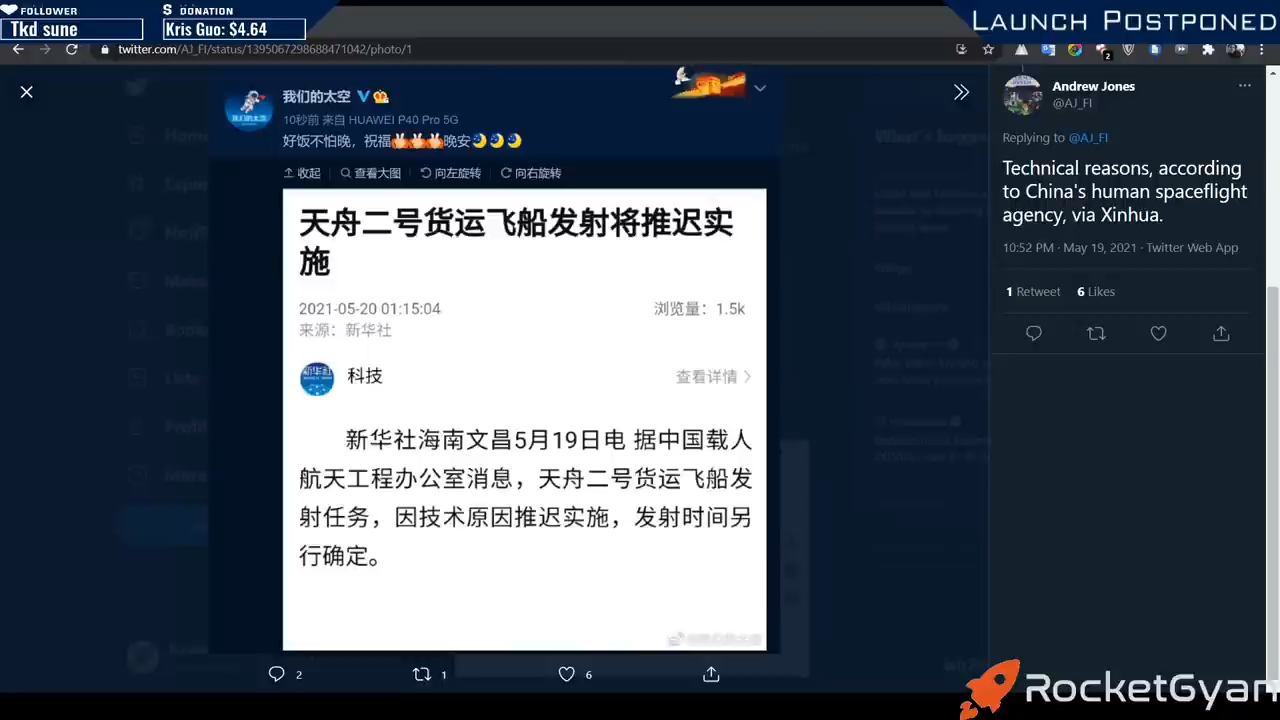 FOLLOWER
Tkd sune
DONATION
Kris Guo: $4.64
LAUNCH POSTPONED
twitter.com/AJ_FI/status/1395067298688471042/photo/1
2
我们的太空
10秒前 来自 HUAWEI P40 Pro 5G
好饭不怕晚，祝福晚安
收起
查看大图
向左旋转
向右旋转
天舟二号货运飞船发射将推迟实
施
2021-05-20 01:15:04
浏览量：1.5k
来源：新华社
科技
查看详情
新华社海南文昌5月19日电 据中国载人
航天工程办公室消息，天舟二号货运飞船发
射任务，因技术原因推迟实施，发射时间另
行确定。
2
1
6
Andrew Jones
@AJ_FI
Replying to @AJ_FI
Technical reasons, according
to China's human spaceflight
agency, via Xinhua.
10:52 PM · May 19, 2021 · Twitter Web App
1 Retweet
6 Likes
RocketGyan